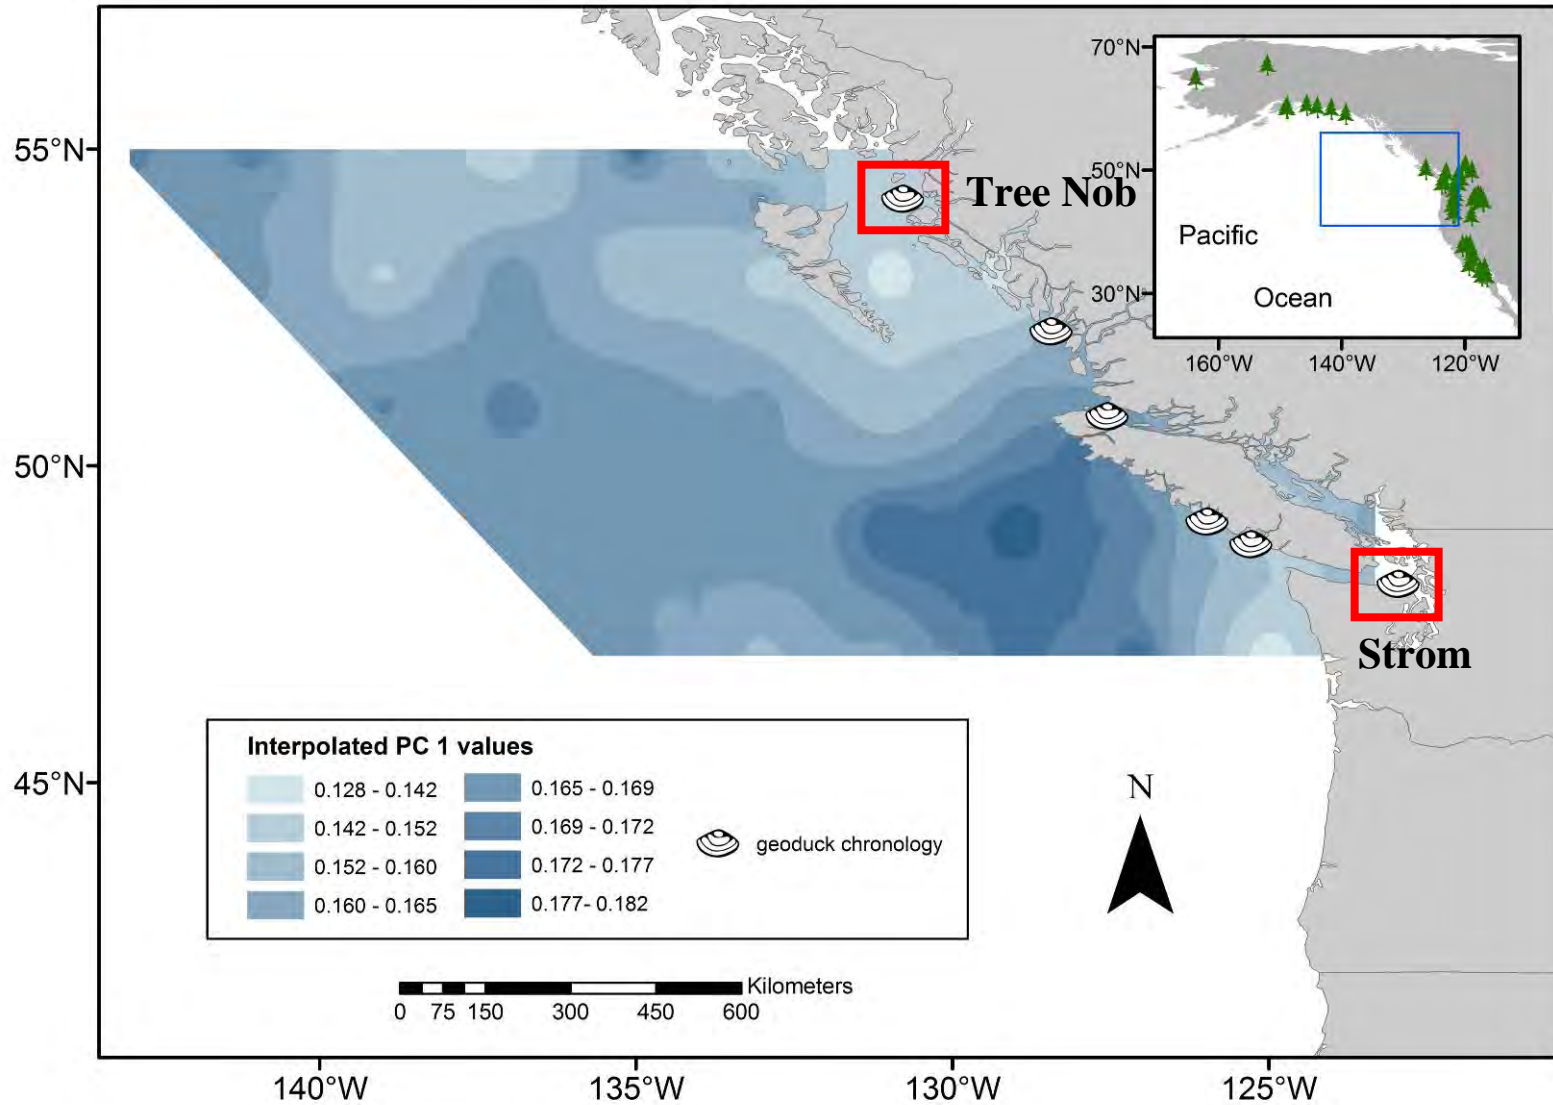 70°N
50°N
30°N
Pacific
Ocean
160°W
140°W
120°W
55°N
50°N
45°N
Tree Nob
Strom
Interpolated PC 1 values
0.128 - 0.142
0.142 - 0.152
0.152 - 0.160
0.160 - 0.165
0.165 - 0.169
0.169 - 0.172
0.172 - 0.177
0.177- 0.182
geoduck chronology
N
Kilometers
0 75 150 300 450 600
140°W
135°W
130°W
125°W